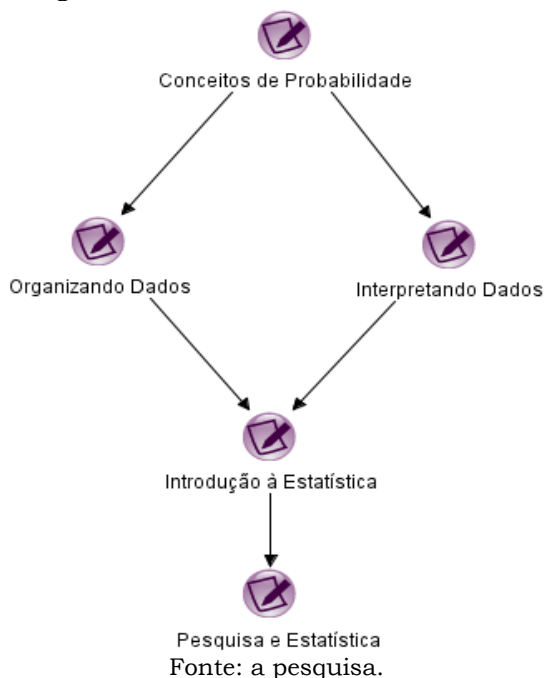 Conceitos de Probabilidade
Organizando Dados
Interpretando Dados
Introdução à Estatística
Pesquisa e Estatística
Fonte: a pesquisa.